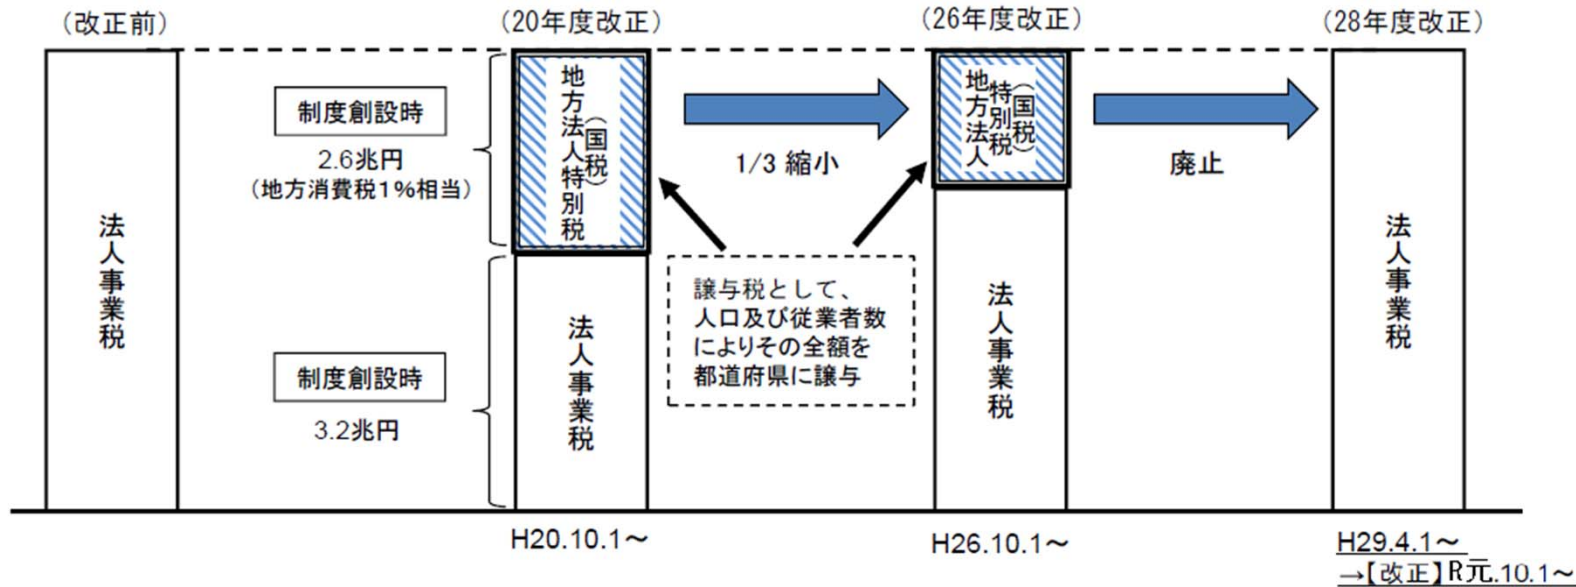 (改正前)
(20年度改正)
(26年度改正)
(28年度改正)
法人事業税
制度創設時
2.6兆円
(地方消費税1%相当)
地方法人特別税
(国税)
1/3 縮小
地方法人
特別税
(国税)
廃止
法人事業税
譲与税として、
人口及び従業者数
によりその全額を
都道府県に譲与
制度創設時
3.2兆円
法人事業税
法人事業税
H20.10.1~
H26.10.1~
H29.4.1~
→【改正】R元.10.1~